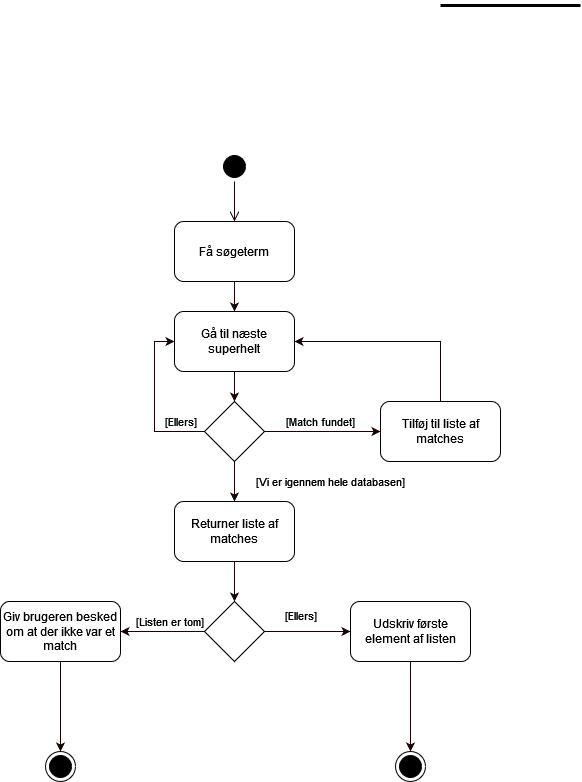 Få søgeterm
Gå til næste
superhelt
[Ellers]
[Match fundet]
Tilføj til liste af
matches
[Vi er igennem hele databasen]
Returner liste af
matches
Giv brugeren besked
om at der ikke var et
match
[Listen er tom]
[Ellers]
Udskriv første
element af listen